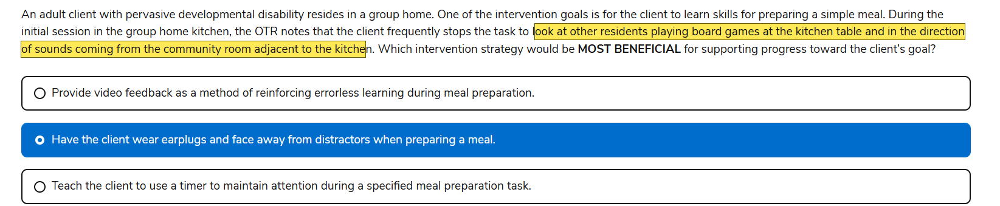 An adult client with pervasive developmental disability resides in a group home. One of the intervention goals is for the client to learn skills for preparing a simple meal. During the
initial session in the group home kitchen, the OTR notes that the client frequently stops the task to look at other residents playing board games at the kitchen table and in the direction
of sounds coming from the community room adjacent to the kitchen. Which intervention strategy would be MOST BENEFICIAL for supporting progress toward the client’s goal?
Provide video feedback as a method of reinforcing errorless learning during meal preparation.
Have the client wear earplugs and face away from distractors when preparing a meal.
Teach the client to use a timer to maintain attention during a specified meal preparation task.